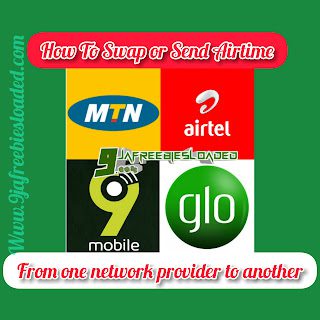 How To Swap or Send Airtime
Www.9jafreebiesloaded.com
MTN
airtel
9JAFREEBIESLOADED
9
mobile
glo
From one network provider to another